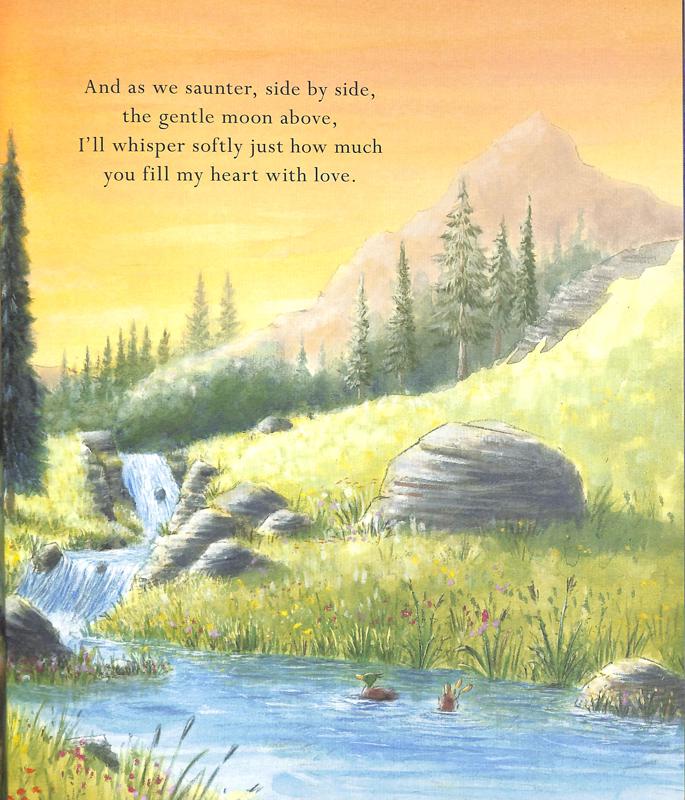 And as we saunter, side by side,
the gentle moon above,
I'll whisper softly just how much
you fill my heart with love.